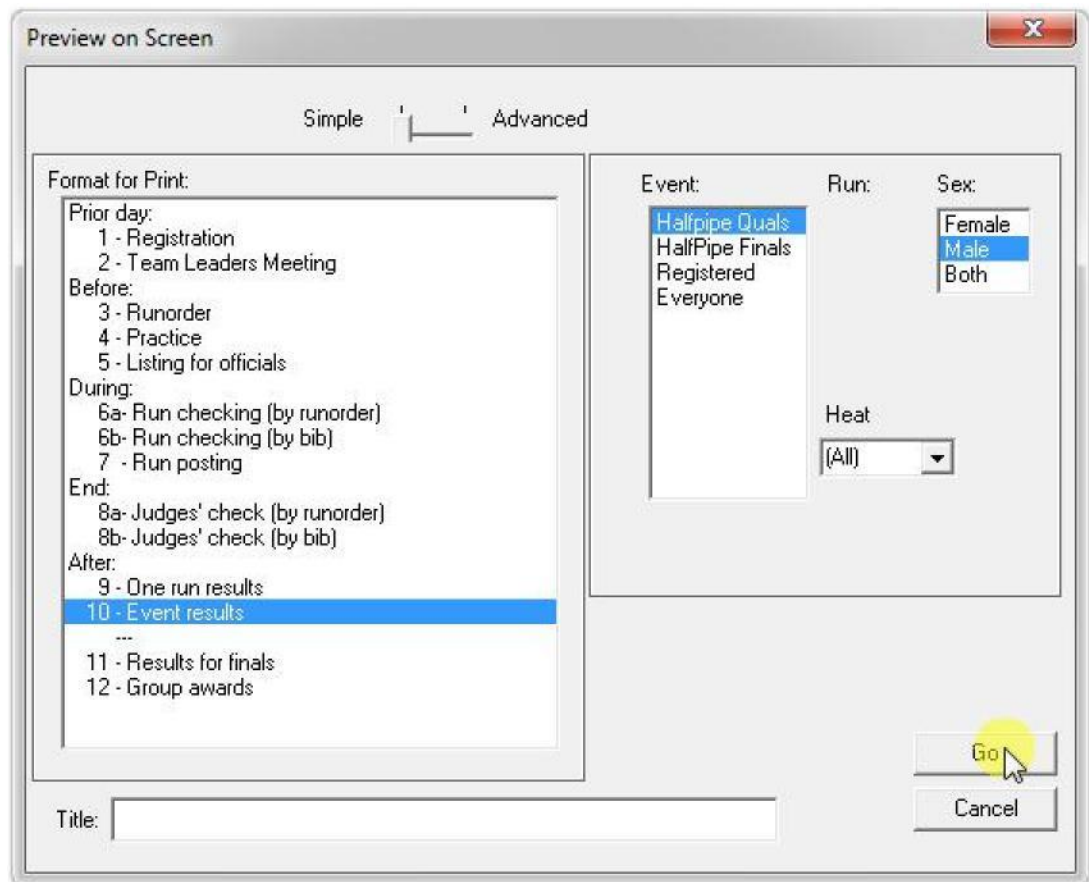 Preview on Screen
Simple Advanced
Format for Print:
Prior day:
1 - Registration
2 - Team Leaders Meeting
Before:
3 - Runorder
4 - Practice
5 - Listing for officials
During:
6a- Run checking (by runorder)
6b- Run checking (by bib)
7 - Run posting
End:
8a- Judges' check (by runorder)
8b- Judges' check (by bib)
After:
9 - One run results
10 - Event results
---
11 - Results for finals
12 - Group awards
Event:
Halfpipe Quals
HalfPipe Finals
Registered
Everyone
Run:
Sex:
Female
Male
Both
Heat
(All)
Go
Cancel
Title: